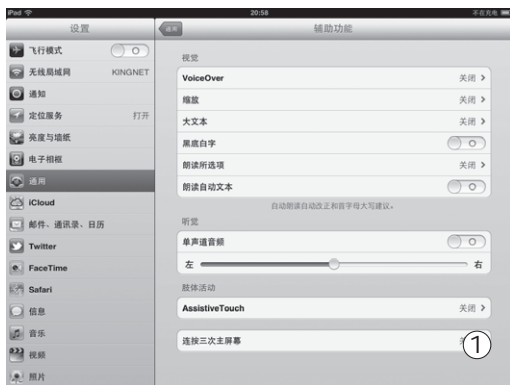 iPad 20:58 不在充电
设置
飞行模式
无线局域网 KINGNET
通知
定位服务 打开
亮度与墙纸
电子相框
通用
iCloud
邮件、通讯录、日历
Twitter
FaceTime
Safari
信息
音乐
视频
照片
通用 辅助功能
视觉
VoiceOver 关闭
缩放 关闭
大文本 关闭
黑底白字
朗读所选项 关闭
朗读自动文本
自动朗读自动改正和首字母大写建议。
听觉
单声道音频
左 右
肢体活动
AssistiveTouch 关闭
连按三次主屏幕
①